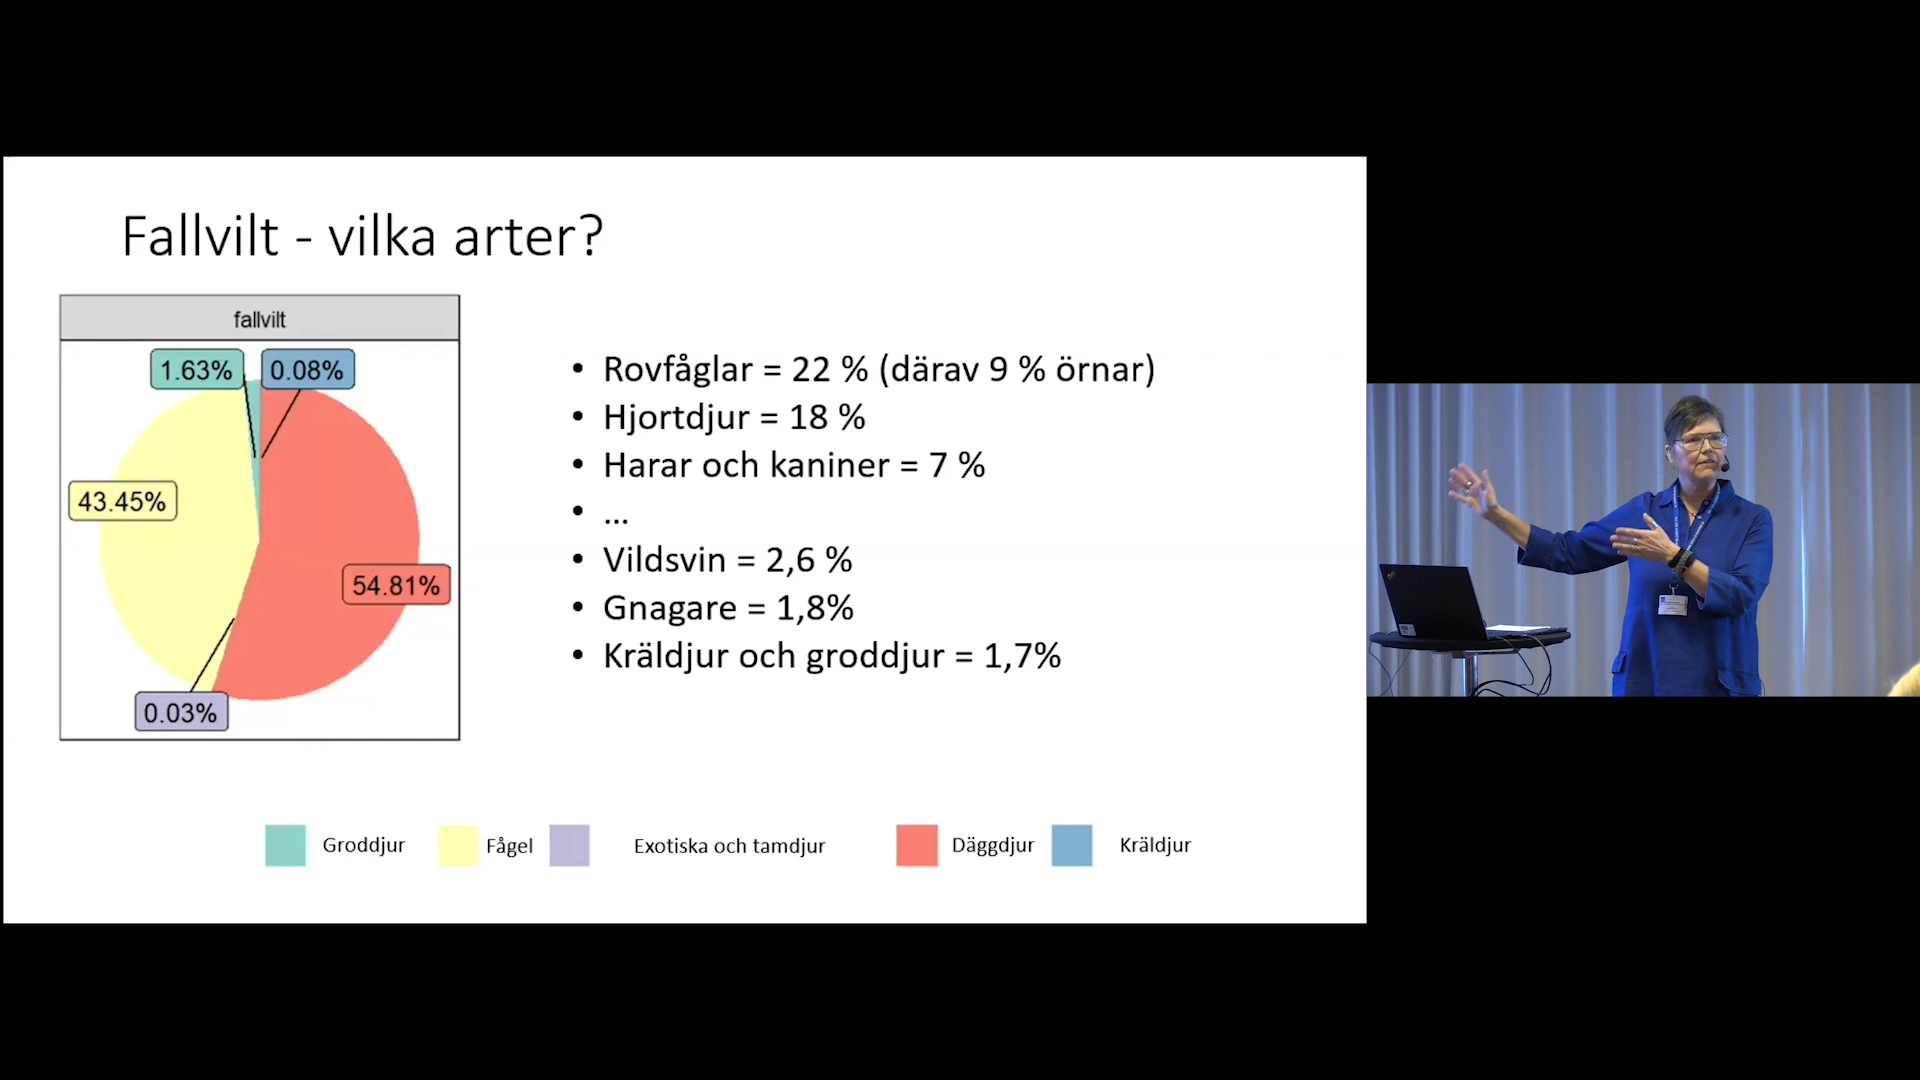 Fallvilt - vilka arter?
fallvilt
1.63%
0.08%
43.45%
54.81%
0.03%
• Rovfåglar = 22 % (därav 9 % örnar)
• Hjortdjur = 18 %
• Harar och kaniner = 7 %
• ...
• Vildsvin = 2,6 %
• Gnagare = 1,8%
• Kräldjur och groddjur = 1,7%
Groddjur
Fågel
Exotiska och tamdjur
Däggdjur
Kräldjur